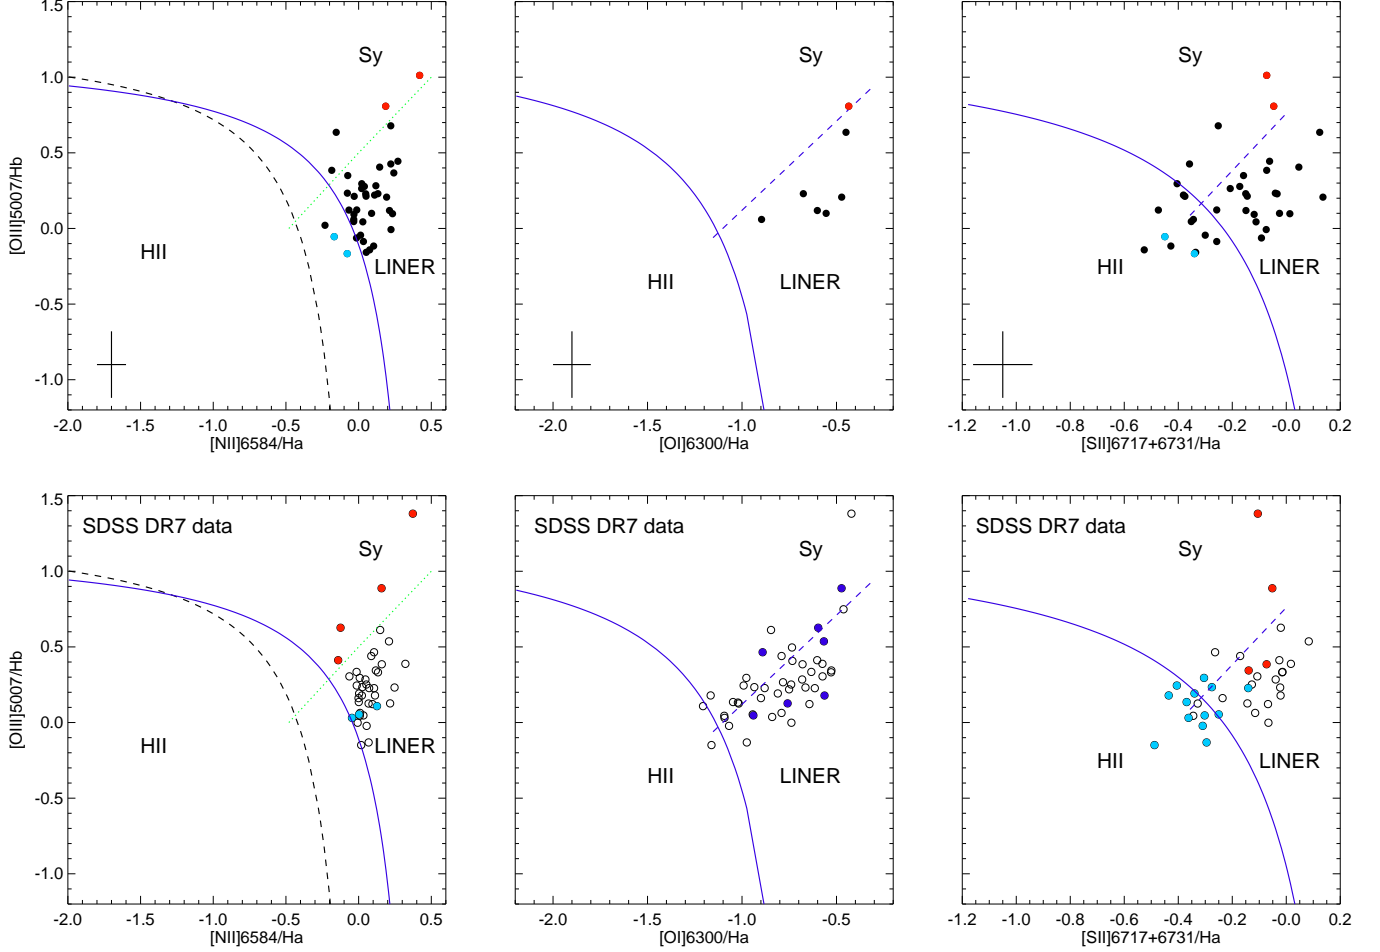 1.5
1.0
0.5
0.0
-0.5
-1.0
[OIII]5007/Hb
Sy
HII
LINER
-2.0 -1.5 -1.0 -0.5 0.0 0.5
[NII]6584/Ha
Sy
HII
LINER
-2.0 -1.5 -1.0 -0.5
[OI]6300/Ha
Sy
HII
LINER
-1.2 -1.0 -0.8 -0.6 -0.4 -0.2 -0.0 0.2
[SII]6717+6731/Ha
1.5
1.0
0.5
0.0
-0.5
-1.0
[OIII]5007/Hb
SDSS DR7 data
Sy
HII
LINER
-2.0 -1.5 -1.0 -0.5 0.0 0.5
[NII]6584/Ha
SDSS DR7 data
Sy
HII
LINER
-2.0 -1.5 -1.0 -0.5
[OI]6300/Ha
SDSS DR7 data
Sy
HII
LINER
-1.2 -1.0 -0.8 -0.6 -0.4 -0.2 -0.0 0.2
[SII]6717+6731/Ha